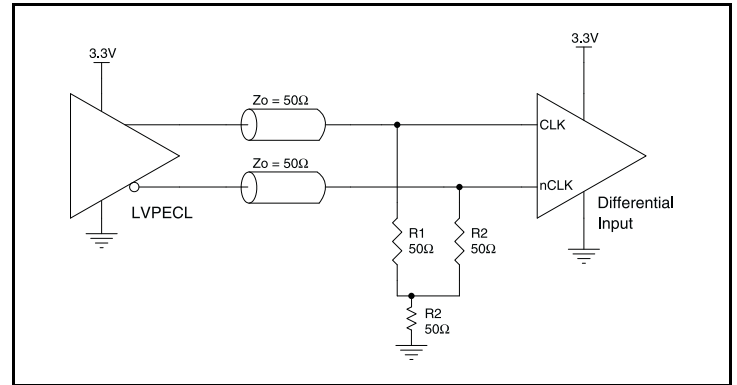 3.3V
3.3V
Zo = 50Ω
CLK
Zo = 50Ω
nCLK
LVPECL
Differential
Input
R1
50Ω
R2
50Ω
R2
50Ω